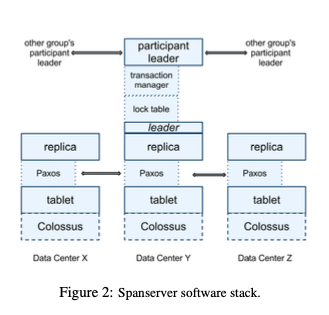 other group's
participant
leader
participant
leader
other group's
participant
leader
transaction
manager
lock table
leader
replica
replica
replica
Paxos
Paxos
Paxos
tablet
tablet
tablet
Colossus
Colossus
Colossus
Data Center X
Data Center Y
Data Center Z
Figure 2: Spanserver software stack.